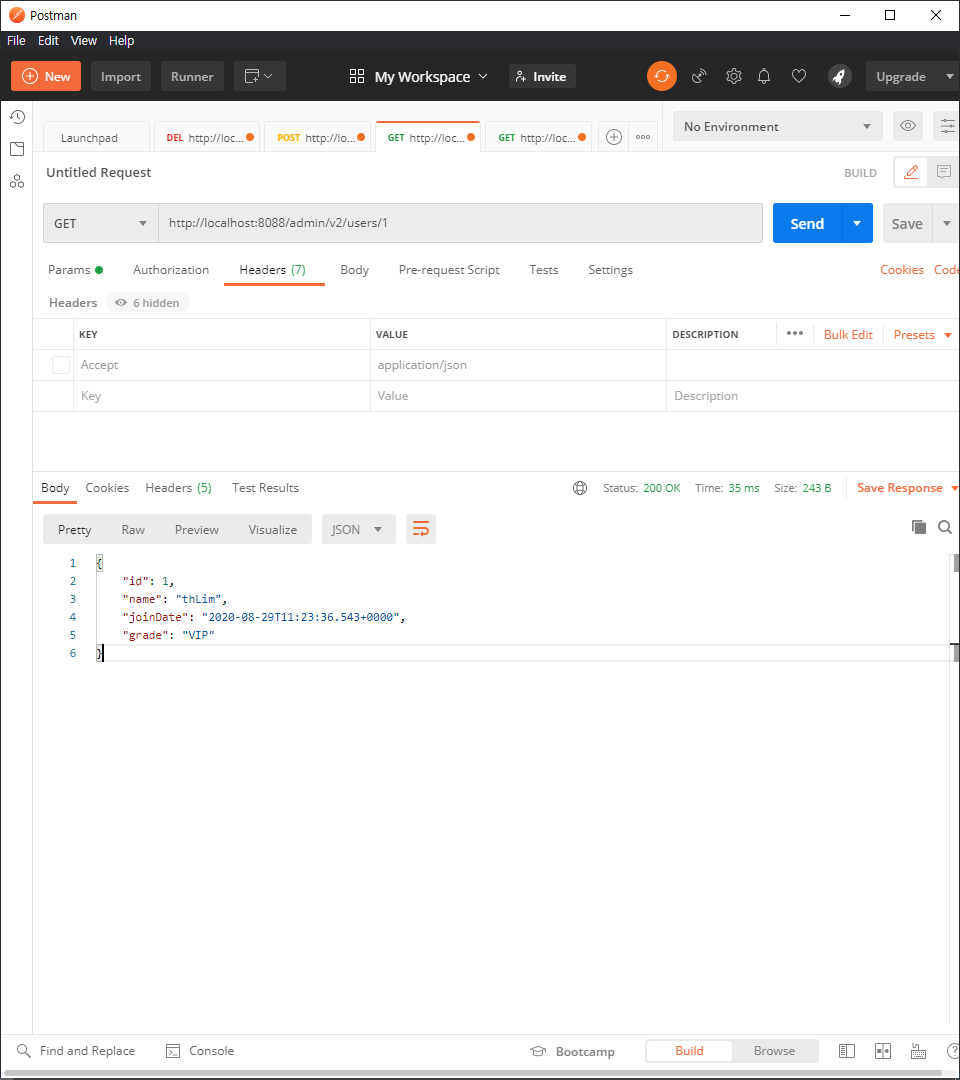 Postman
File Edit View Help
New Import Runner My Workspace Invite Upgrade
Launchpad DEL http://loc... POST http://lo... GET http://loc... GET http://loc... No Environment
Untitled Request BUILD
GET http://localhost:8088/admin/v2/users/1 Send Save
Params Authorization Headers (7) Body Pre-request Script Tests Settings Cookies Code
Headers 6 hidden
KEY VALUE DESCRIPTION ••• Bulk Edit Presets
Accept application/json
Key Value Description
Body Cookies Headers (5) Test Results Status: 200 OK Time: 35 ms Size: 243 B Save Response
Pretty Raw Preview Visualize JSON
1 {
2 "id": 1,
3 "name": "thLim",
4 "joinDate": "2020-08-29T11:23:36.543+0000",
5 "grade": "VIP"
6 }
Find and Replace Console Bootcamp Build Browse